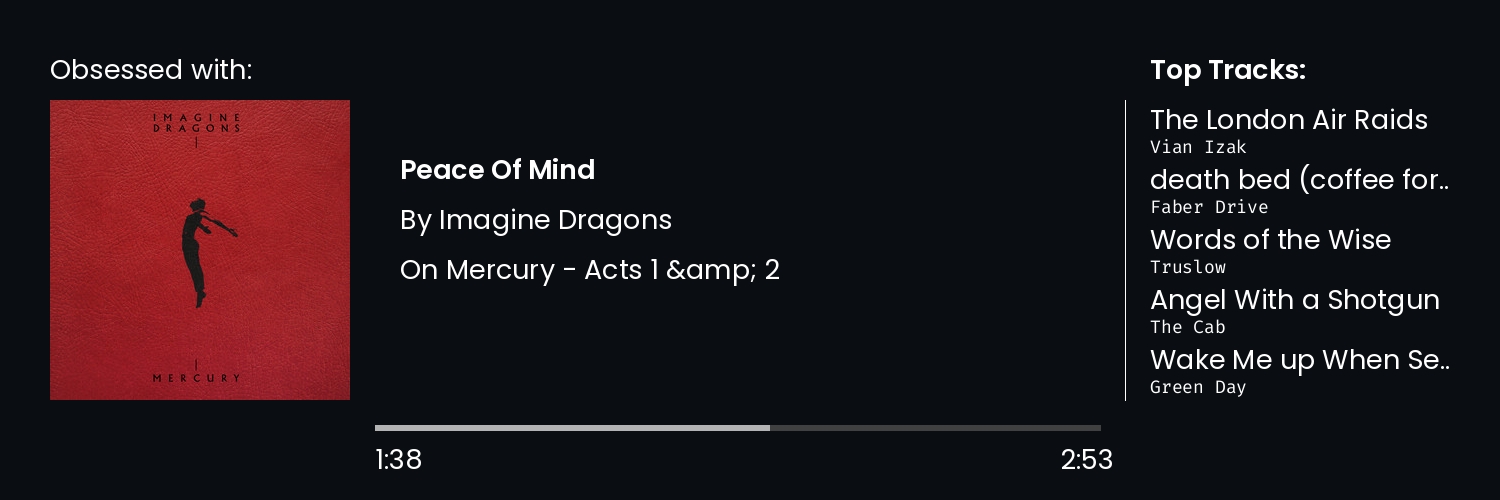 Obsessed with:
IMAGINE
DRAGONS
MERCURY
Peace Of Mind
By Imagine Dragons
On Mercury - Acts 1 &amp; 2
1:38
2:53
Top Tracks:
The London Air Raids
Vian Izak
death bed (coffee for..
Faber Drive
Words of the Wise
Truslow
Angel With a Shotgun
The Cab
Wake Me up When Se..
Green Day